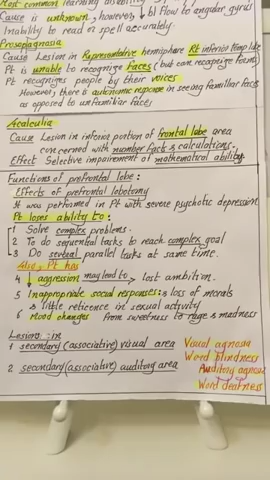 Most common learning disability
Cause is unknown, however, ↓ bl flow to angular gyrus
Inability to read or spell accurately
Prosopagnosia
Cause Lesion in Representative hemisphere Rt inferior temp lobe
Pt is unable to recognize faces (but can recognize form)
Pt recognizes people by their voices
However, there is autonomic response in seeing familiar faces
as opposed to unfamiliar faces
Acalculia
Cause Lesion in inferior portion of frontal lobe area
concerned with number facts & calculations.
Effect Selective impairment of mathematical ability
Functions of prefrontal lobe:
Effects of prefrontal lobotomy
It was performed in Pt with severe psychotic depression
Pt loses ability to:
1 Solve complex problems.
2 To do sequential tasks to reach complex goal
3 Do several parallel tasks at same time.
Also, Pt has
4 ↓ aggression may lead to → lost ambition.
5 Inappropriate social responses: & loss of morals
& little reticence in sexual activity
6 Mood changes From sweetness to rage & madness
Lesions in
1 secondary (associative) visual area Visual agnosia
Word blindness
2 secondary (associative) auditory area Auditory agnosia
Word deafness